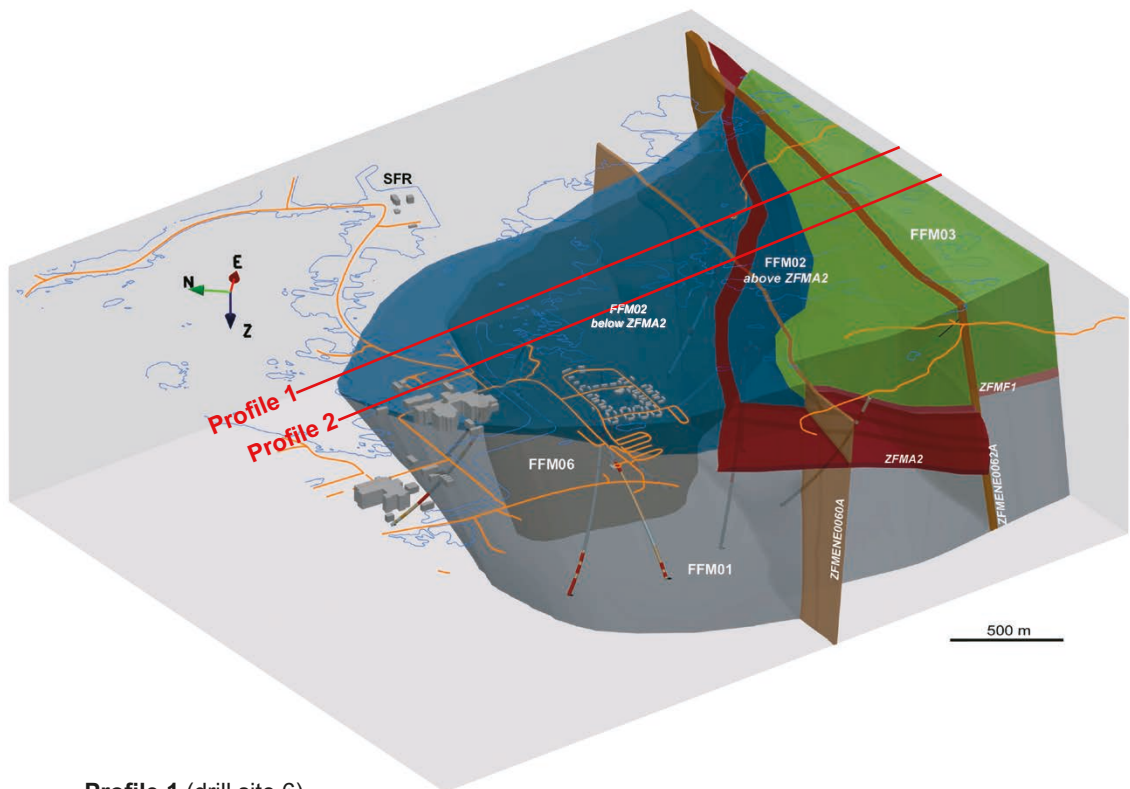 SFR
E
N
Z
FFM03
FFM02
above ZFMA2
FFM02
below ZFMA2
Profile 1
Profile 2
ZFMF1
FFM06
ZFMA2
ZFMENE0062A
ZFMENE0060A
FFM01
500 m
Profile 1 (drill site 6)